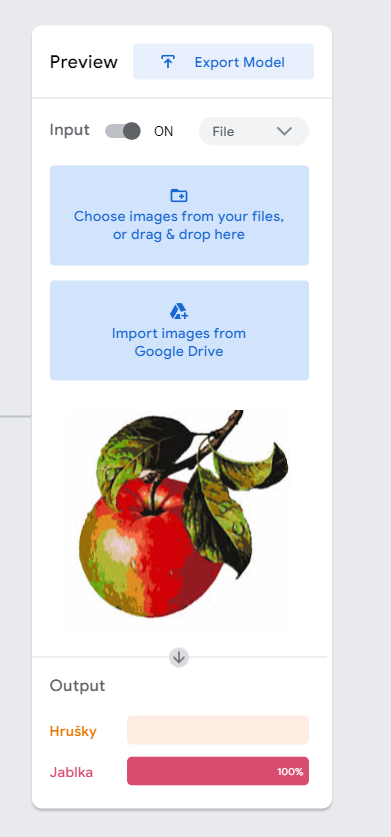 Preview
Export Model
Input
ON
File
Choose images from your files,
or drag & drop here
Import images from
Google Drive
Output
Hrušky
Jablka
100%